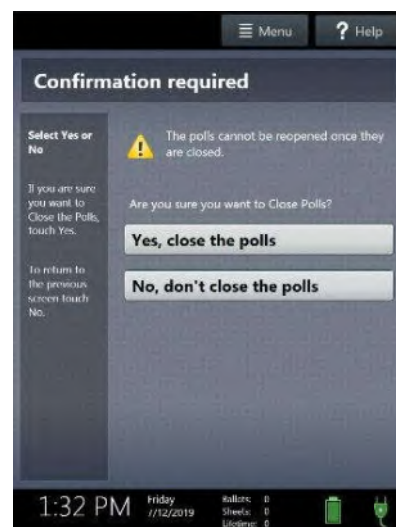 Menu
? Help
Confirmation required
Select Yes or
No
If you are sure
you want to
Close the Polls,
touch Yes.
To return to
the previous
screen touch
No.
The polls cannot be reopened once they
are closed.
Are you sure you want to Close Polls?
Yes, close the polls
No, don't close the polls
1:32 PM
Friday
7/12/2019
Ballots: 0
Sheets: 0
Lifetime: 0